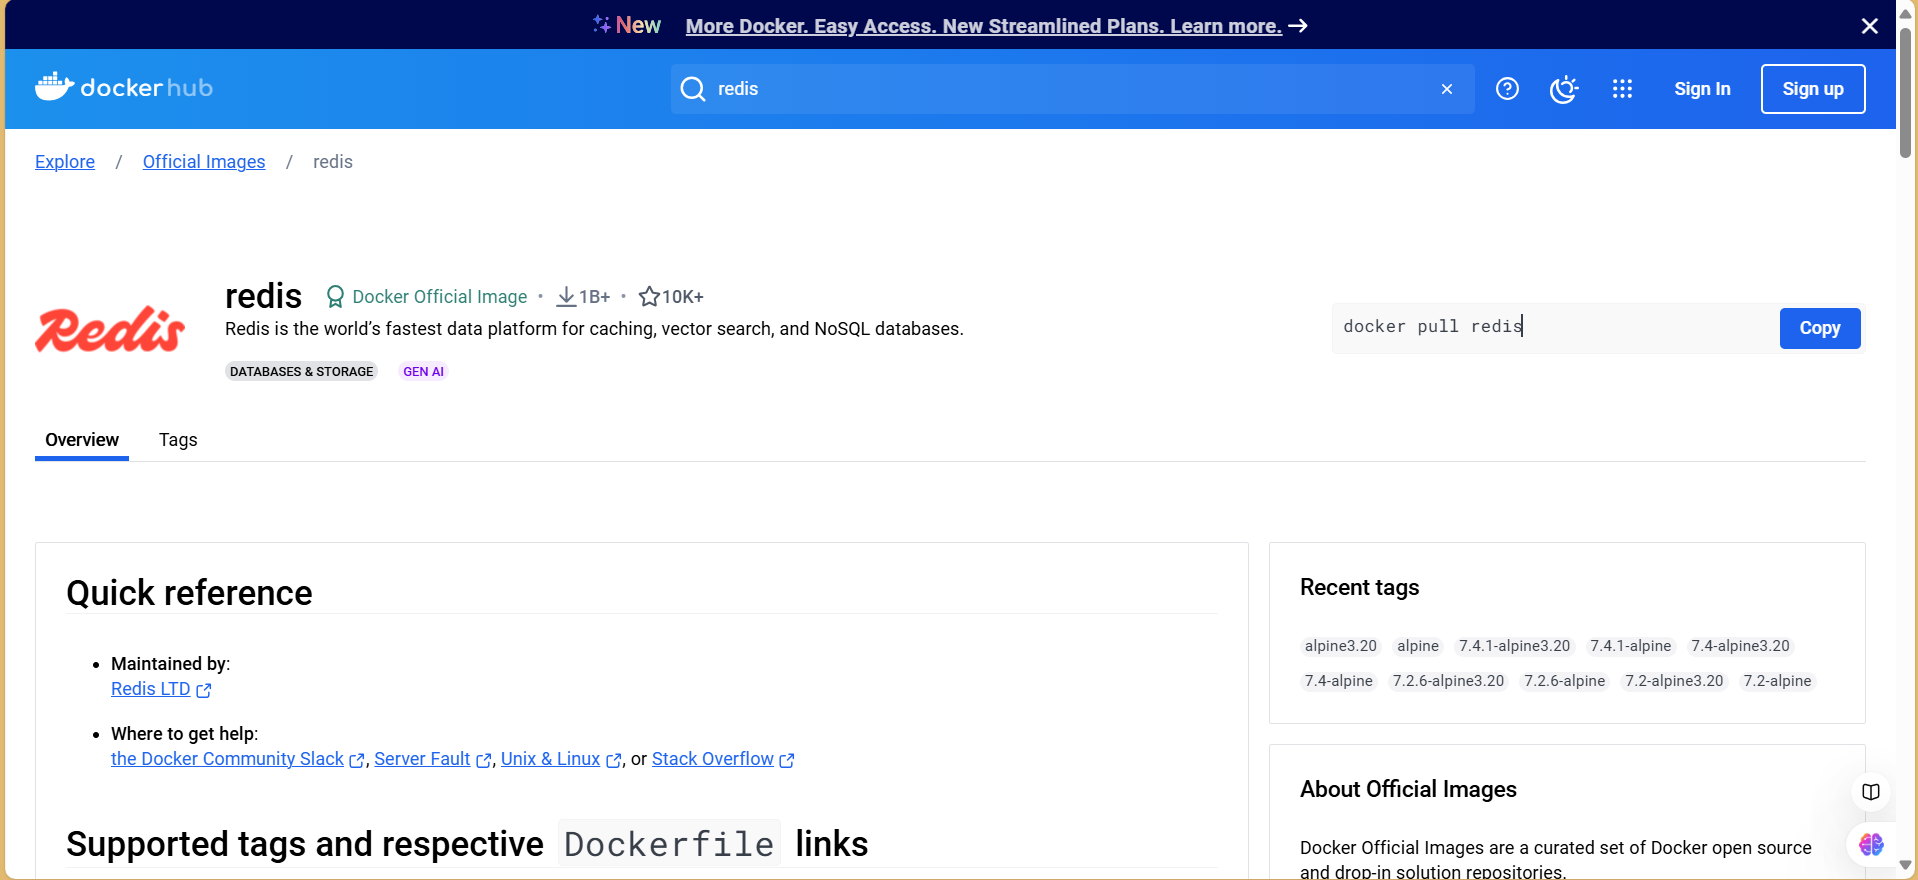 New More Docker. Easy Access. New Streamlined Plans. Learn more.
docker hub
redis
Sign In
Sign up
Explore / Official Images / redis
Redis
redis Docker Official Image • 1B+ • 10K+
Redis is the world’s fastest data platform for caching, vector search, and NoSQL databases.
DATABASES & STORAGE GEN AI
docker pull redis
Copy
Overview Tags
Quick reference
Maintained by:
Redis LTD
Where to get help:
the Docker Community Slack, Server Fault, Unix & Linux, or Stack Overflow
Supported tags and respective Dockerfile links
Recent tags
alpine3.20 alpine 7.4.1-alpine3.20 7.4.1-alpine 7.4-alpine3.20
7.4-alpine 7.2.6-alpine3.20 7.2.6-alpine 7.2-alpine3.20 7.2-alpine
About Official Images
Docker Official Images are a curated set of Docker open source
and drop-in solution repositories.